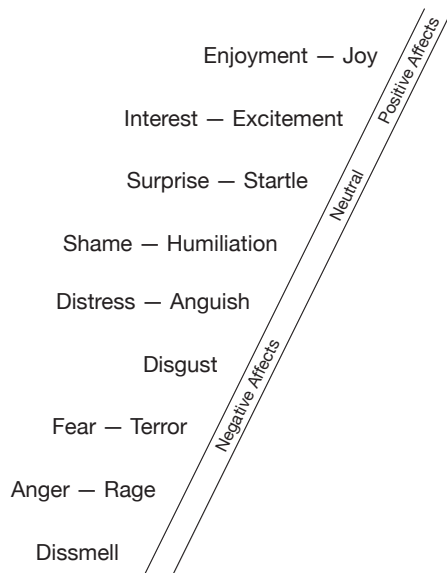 Enjoyment — Joy
Positive Affects
Interest — Excitement
Surprise — Startle
Neutral
Shame — Humiliation
Distress — Anguish
Disgust
Negative Affects
Fear — Terror
Anger — Rage
Dissmell